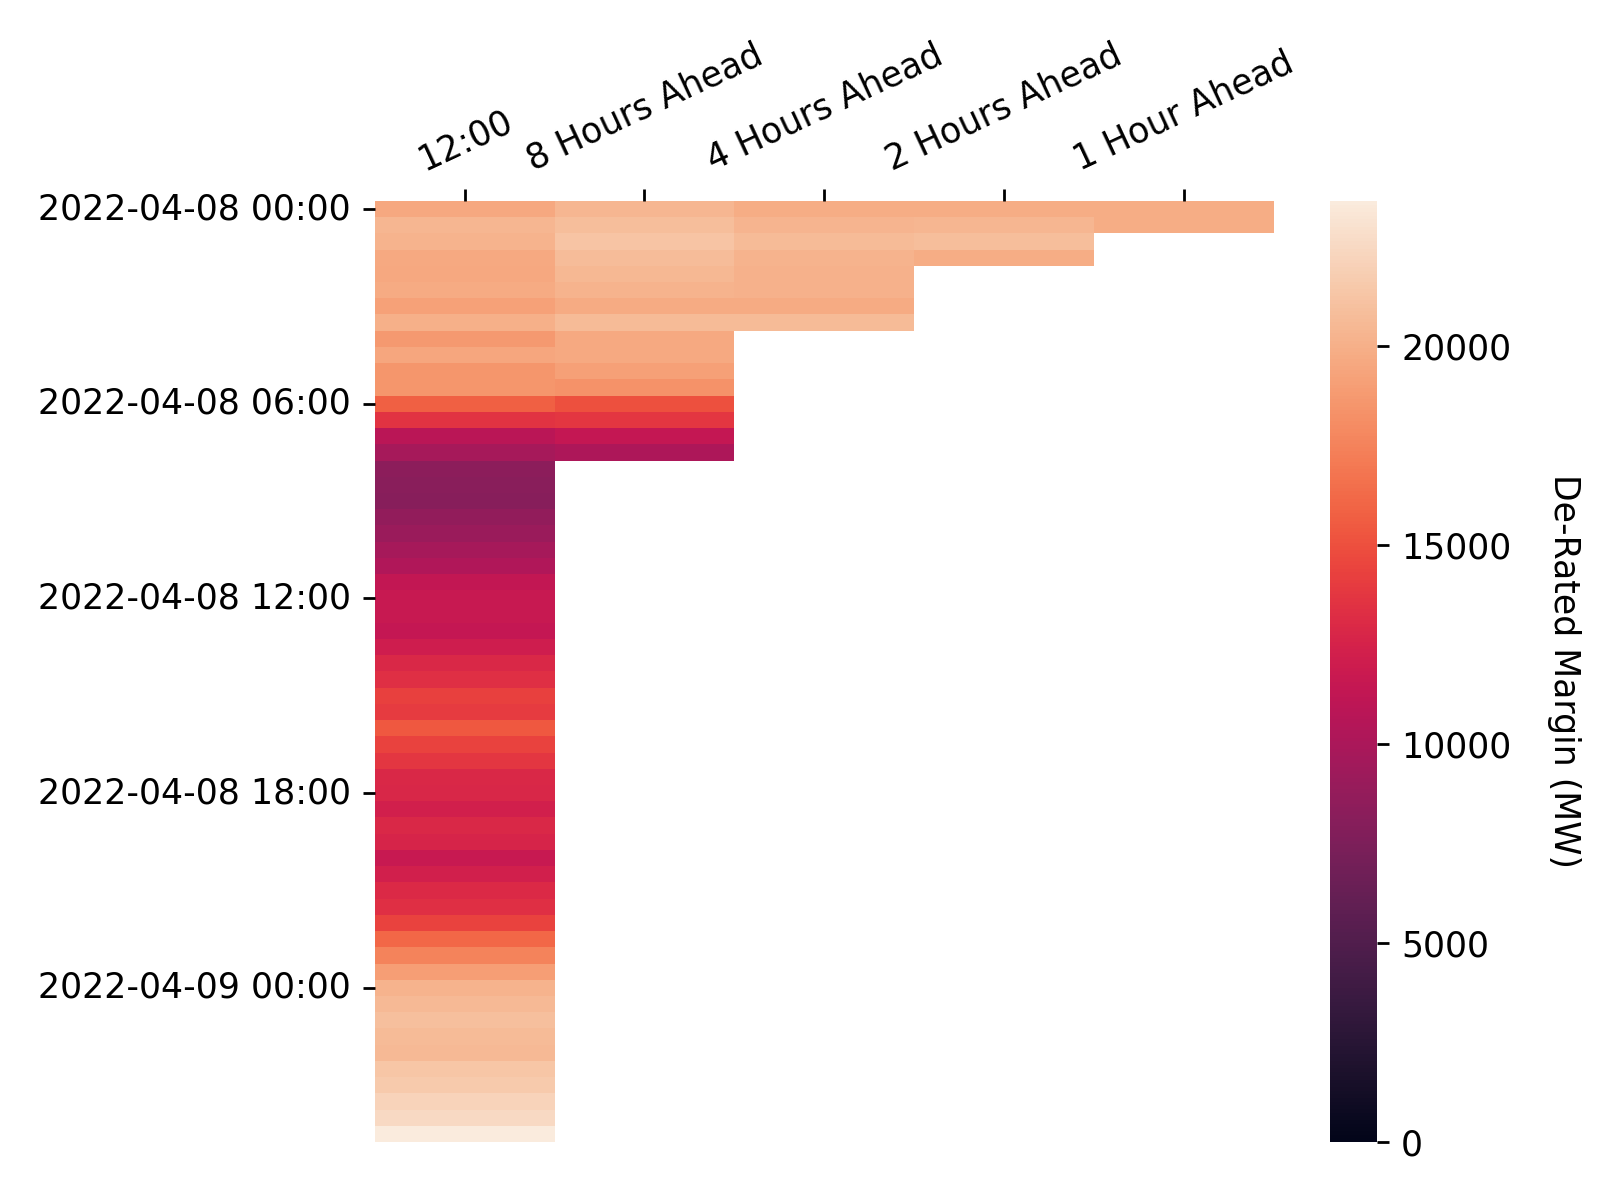 12:00
8 Hours Ahead
4 Hours Ahead
2 Hours Ahead
1 Hour Ahead
2022-04-08 00:00
2022-04-08 06:00
2022-04-08 12:00
2022-04-08 18:00
2022-04-09 00:00
20000
15000
10000
5000
0
De-Rated Margin (MW)